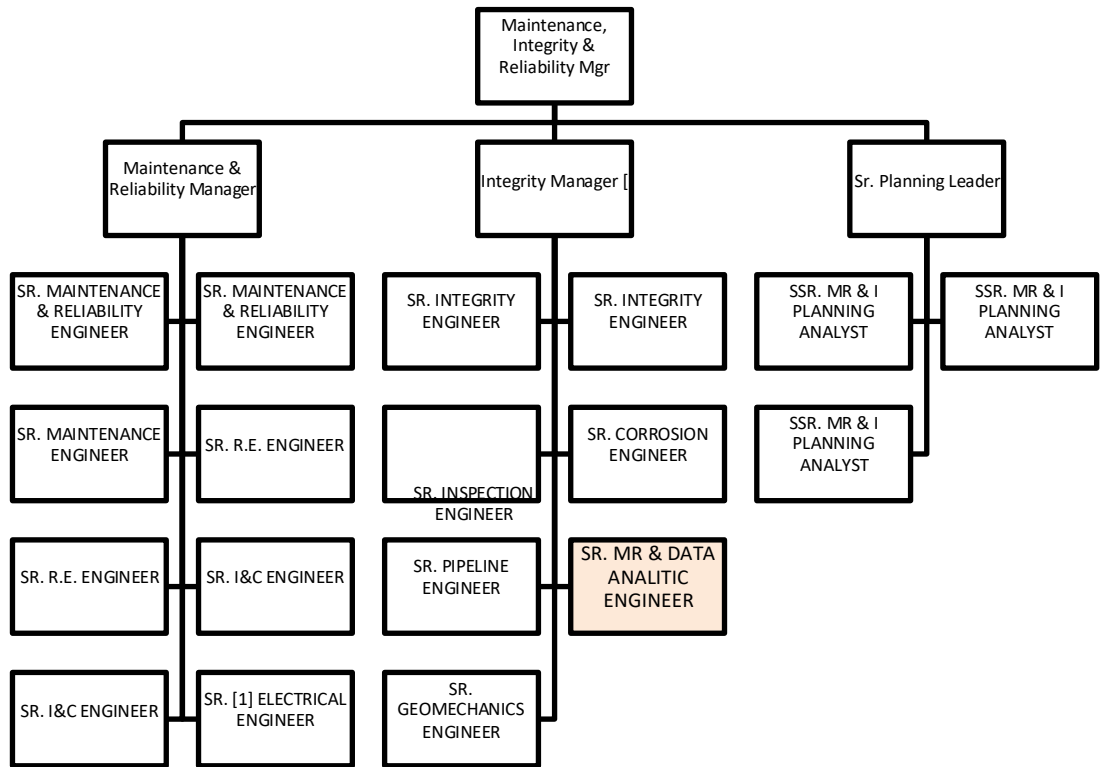 Maintenance,
Integrity &
Reliability Mgr
Maintenance &
Reliability Manager
Integrity Manager [
Sr. Planning Leader
SR. MAINTENANCE
& RELIABILITY
ENGINEER
SR. MAINTENANCE
& RELIABILITY
ENGINEER
SR. INTEGRITY
ENGINEER
SR. INTEGRITY
ENGINEER
SSR. MR & I
PLANNING
ANALYST
SSR. MR & I
PLANNING
ANALYST
SR. MAINTENANCE
ENGINEER
SR. R.E. ENGINEER
SR. INSPECTION
ENGINEER
SR. CORROSION
ENGINEER
SSR. MR & I
PLANNING
ANALYST
SR. R.E. ENGINEER
SR. I&C ENGINEER
SR. PIPELINE
ENGINEER
SR. MR & DATA
ANALITIC
ENGINEER
SR. I&C ENGINEER
SR. [1] ELECTRICAL
ENGINEER
SR.
GEOMECHANICS
ENGINEER